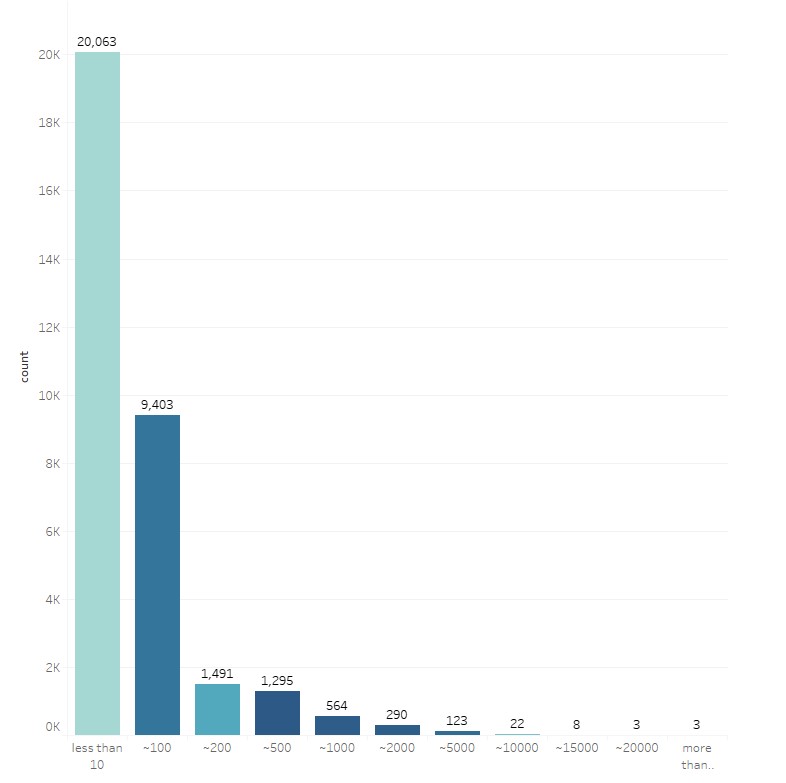 20,063
20K
18K
16K
14K
12K
count
10K
9,403
8K
6K
4K
2K
1,491
1,295
564
290
123
22
8
3
3
0K
less than
10
~100
~200
~500
~1000
~2000
~5000
~10000
~15000
~20000
more
than..